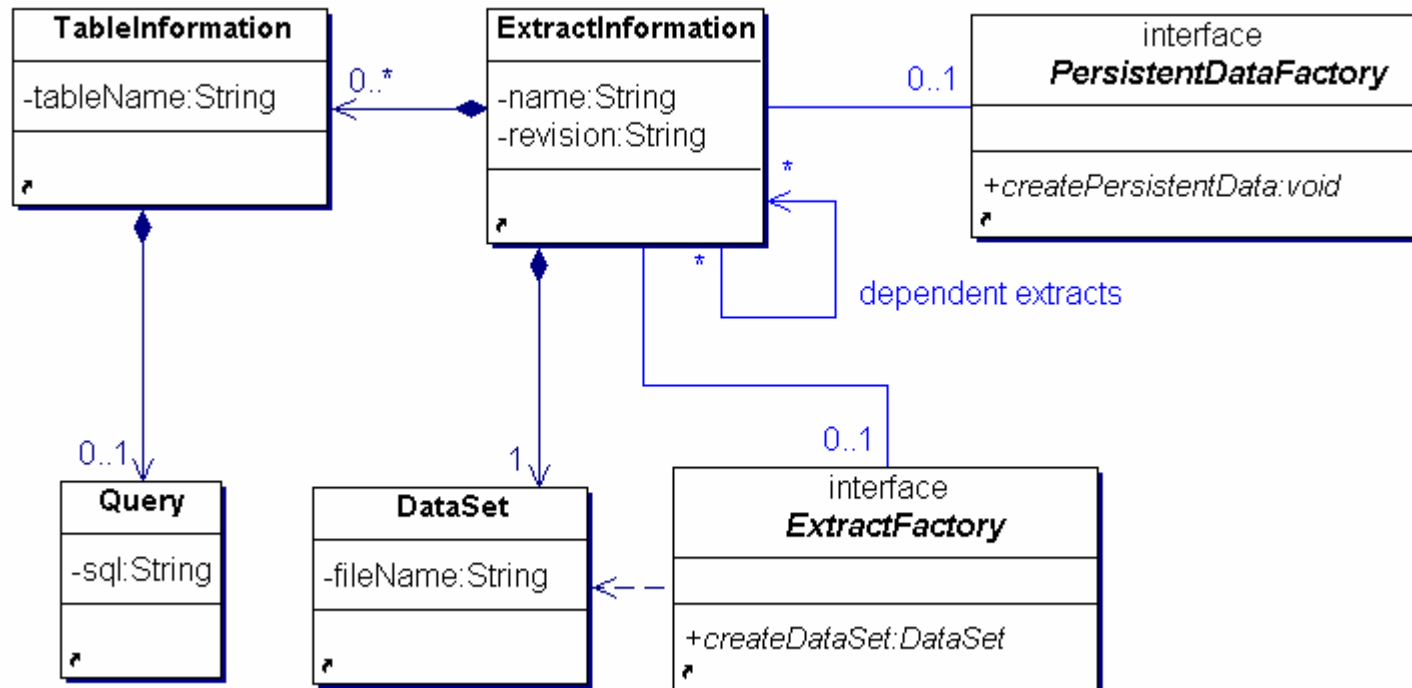 TableInformation
-tableName:String
0..*
ExtractInformation
-name:String
-revision:String
0..1
interface
PersistentDataFactory
+createPersistentData:void
*
*
dependent extracts
0..1
Query
-sql:String
1
DataSet
-fileName:String
0..1
interface
ExtractFactory
+createDataSet:DataSet